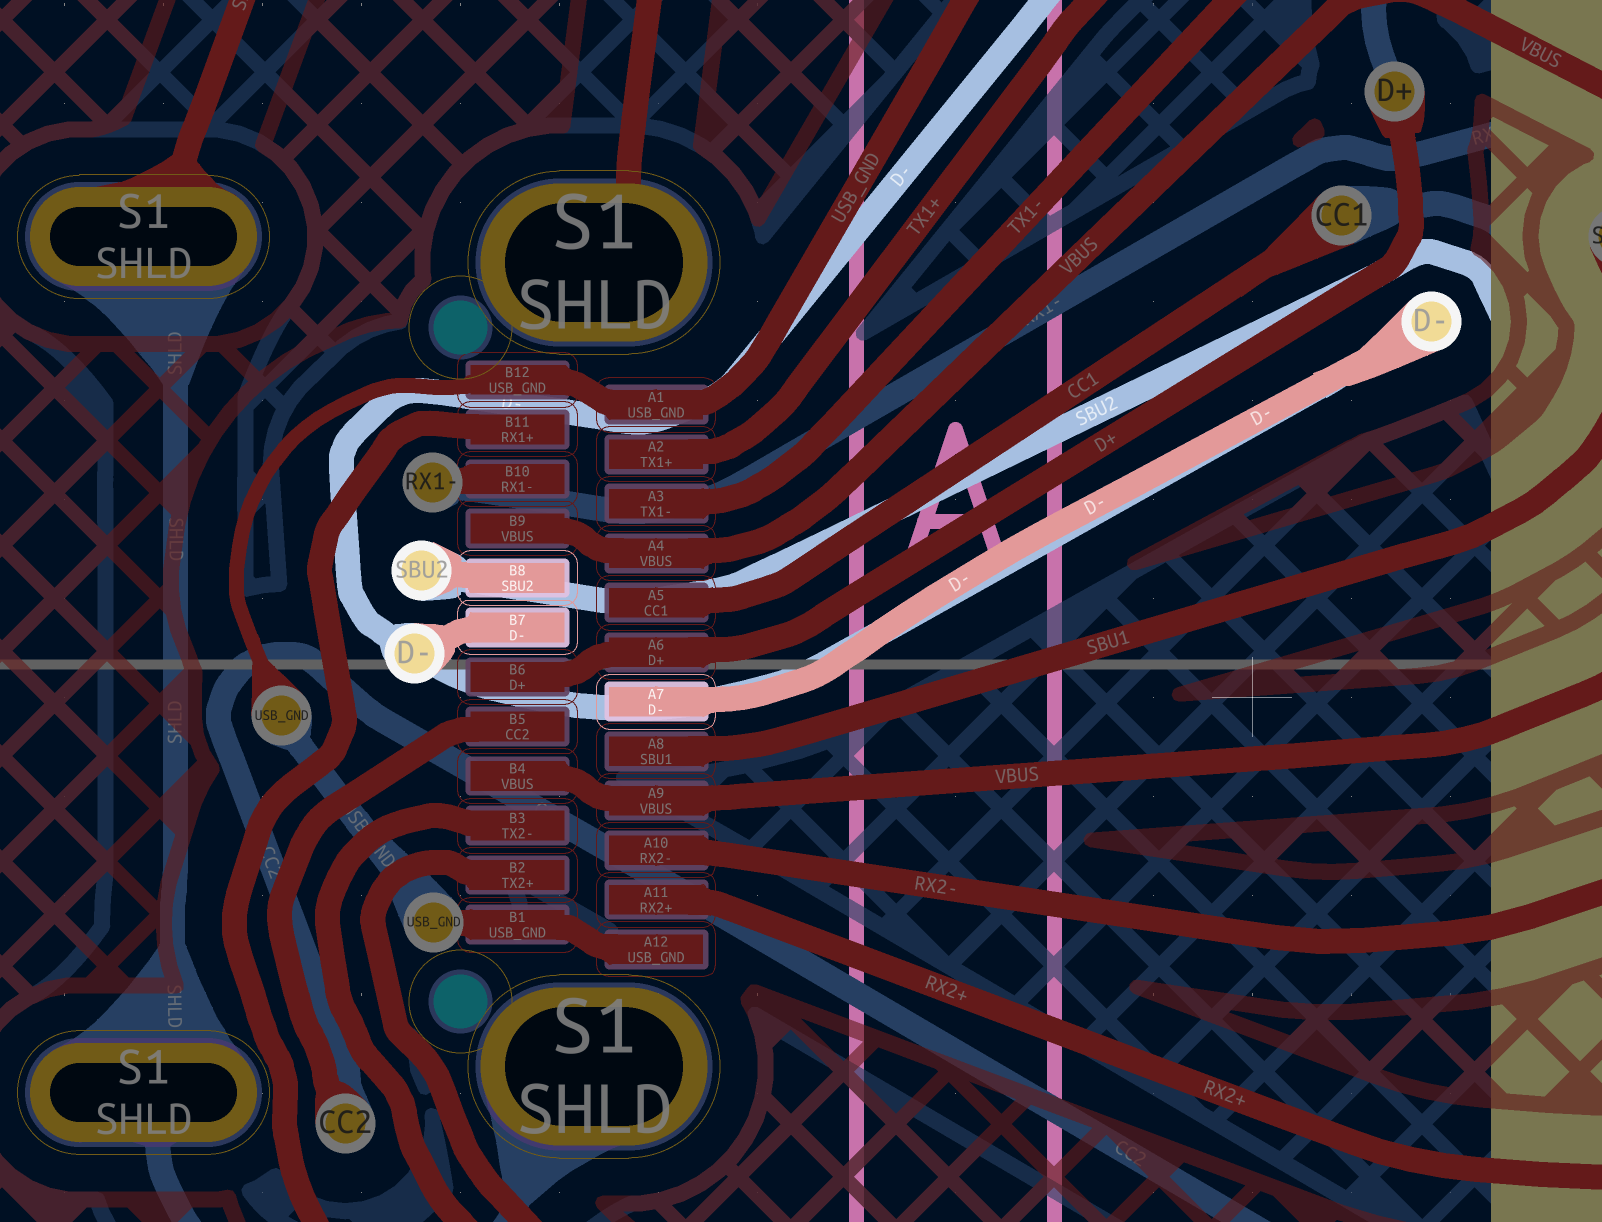 VBUS
D+
S1
SHLD
S1
SHLD
USB_GND
D-
TX1+
TX1-
VBUS
CC1
RX1-
D-
SHLD
B12
USB_GND
D-
A1
USB_GND
B11
RX1+
A2
TX1+
RX1-
B10
RX1-
A3
TX1-
B9
VBUS
A4
VBUS
CC1
SBU2
D+
D-
D-
D-
A
SHLD
SBU2
B8
SBU2
A5
CC1
B7
D-
D-
A6
D+
B6
D+
A7
D-
SBU1
USB_GND
SHLD
B5
CC2
A8
SBU1
B4
VBUS
A9
VBUS
VBUS
B3
TX2-
A10
RX2-
CC2
B2
TX2+
A11
RX2+
RX2-
USB_GND
B1
USB_GND
A12
USB_GND
SHLD
RX2+
S1
SHLD
S1
SHLD
CC2
RX2+
CC2